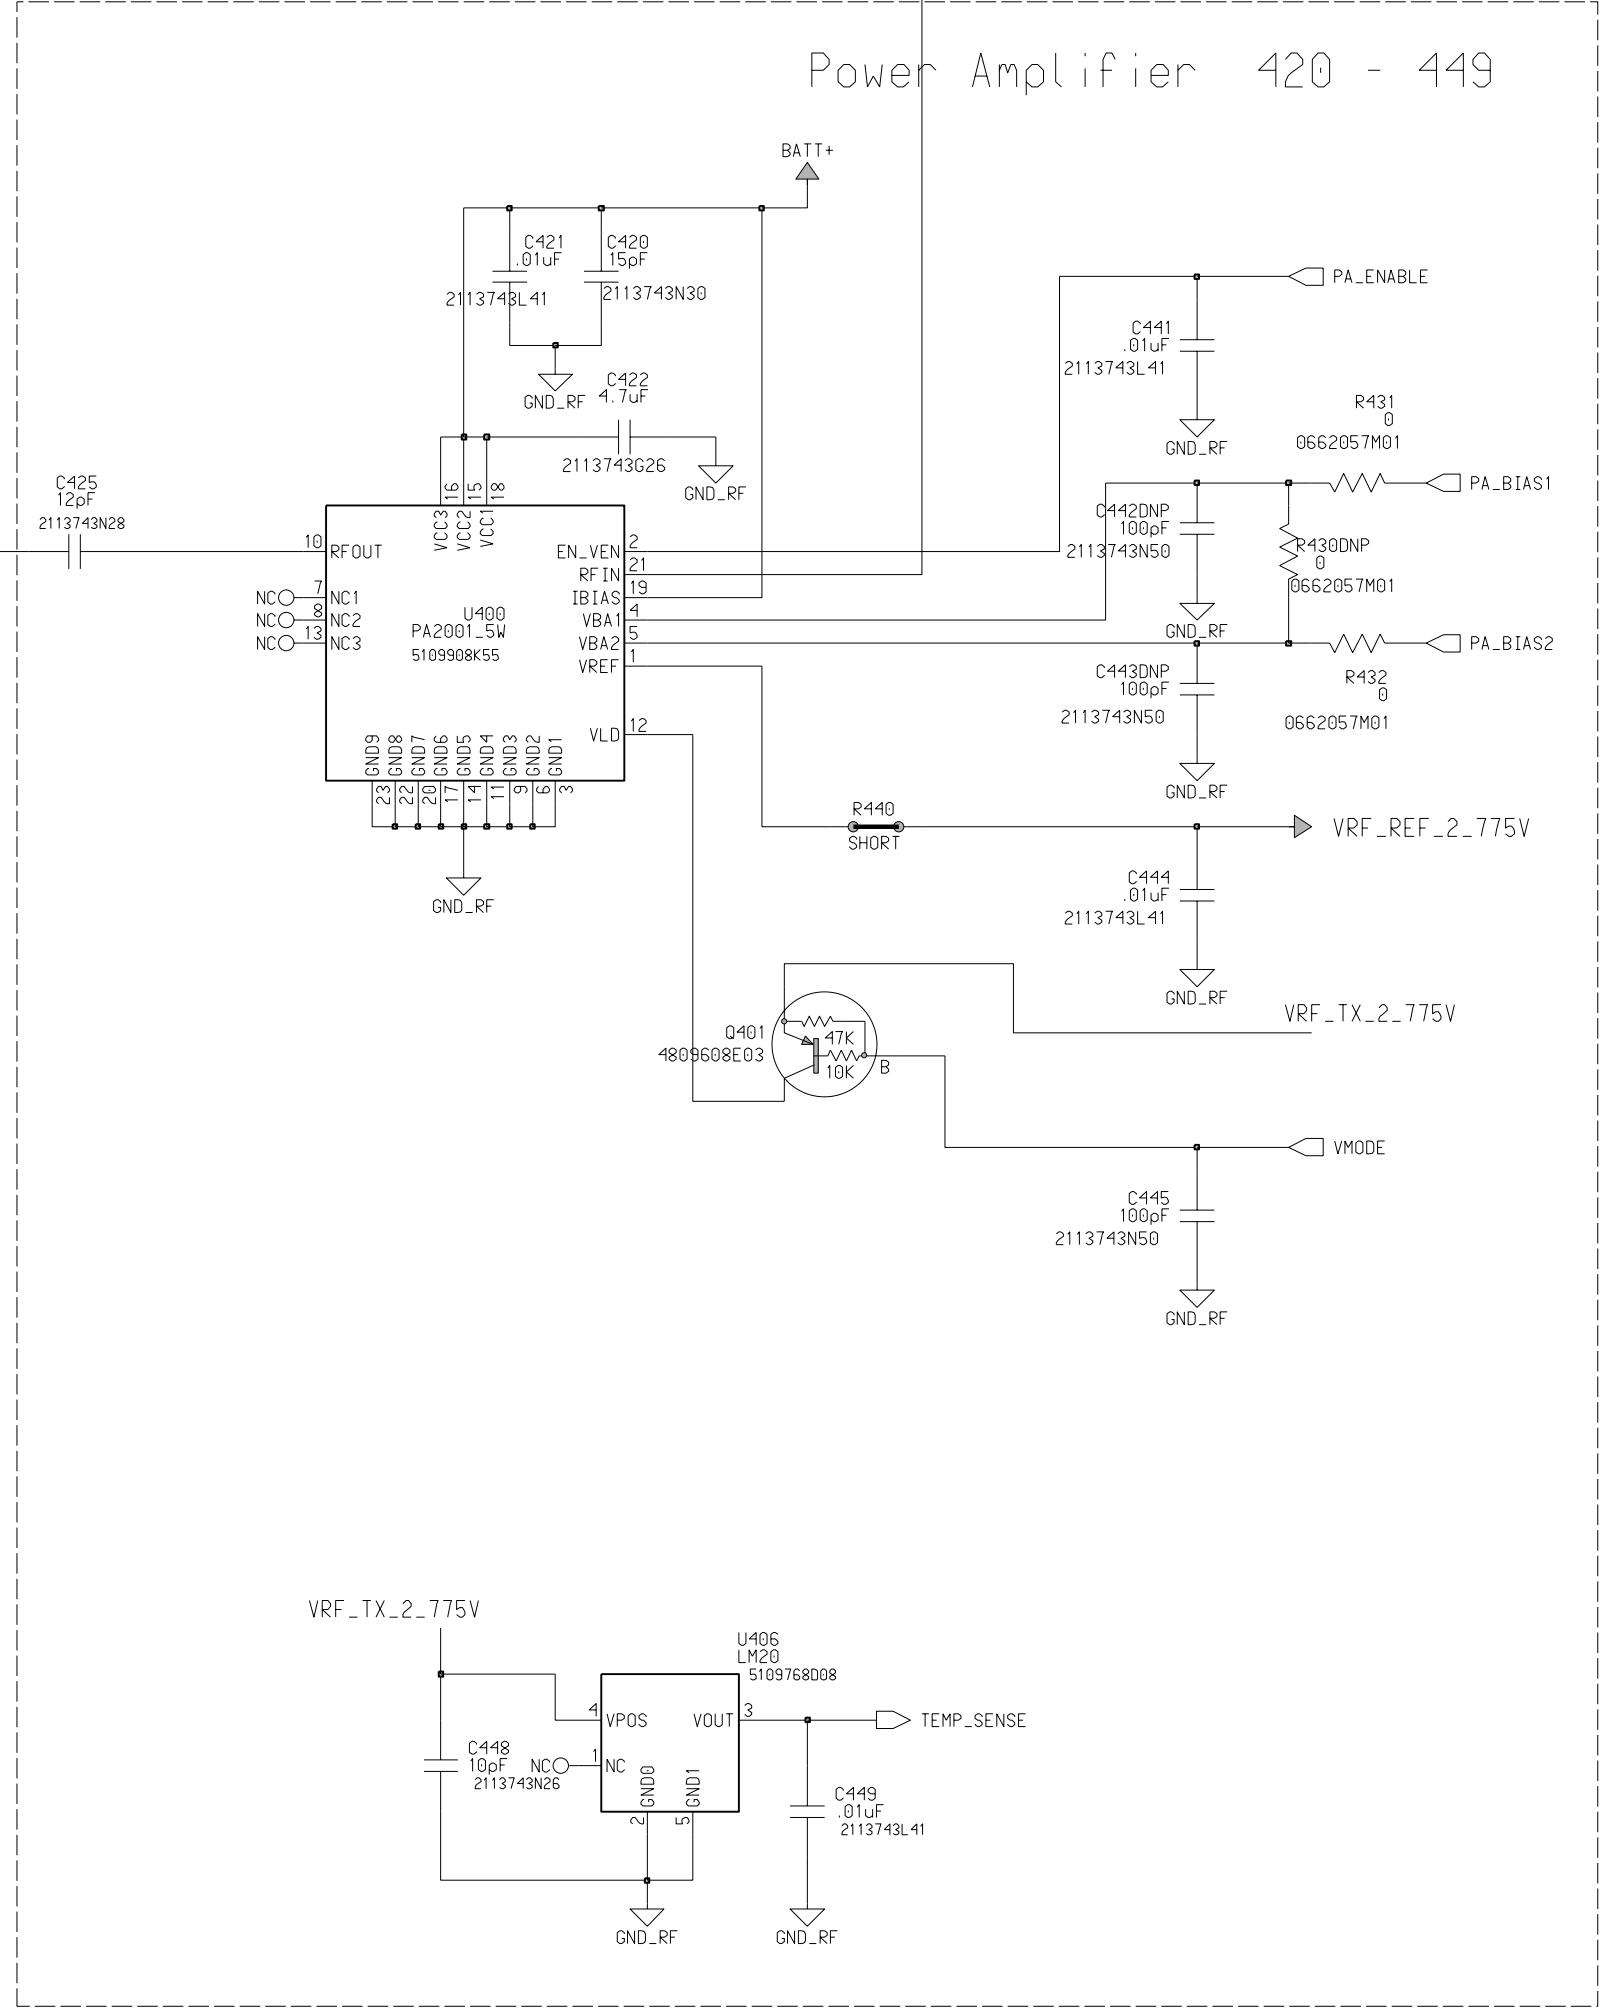 Power Amplifier 420 - 449
BATT+
C421
.01uF
2113743L41
C420
15pF
2113743N30
GND_RF
C422
4.7uF
2113743G26
GND_RF
PA_ENABLE
C441
.01uF
2113743L41
GND_RF
R431
0
0662057M01
PA_BIAS1
C442DNP
100pF
2113743N50
GND_RF
R430DNP
0
0662057M01
PA_BIAS2
C443DNP
100pF
2113743N50
GND_RF
R432
0
0662057M01
C425
12pF
2113743N28
16 15 18
VCC3 VCC2 VCC1
10 RFOUT
NC 7 NC1
NC 8 NC2
NC 13 NC3
U400
PA2001_5W
5109908K55
EN_VEN 2
RFIN 21
IBIAS 19
VBA1 4
VBA2 5
VREF 1
VLD 12
GND9 GND8 GND7 GND6 GND5 GND4 GND3 GND2 GND1
23 22 20 17 14 11 9 6 3
GND_RF
R440
SHORT
VRF_REF_2_775V
C444
.01uF
2113743L41
GND_RF
VRF_TX_2_775V
Q401
4809608E03
47K
10K
B
VMODE
C445
100pF
2113743N50
GND_RF
VRF_TX_2_775V
U406
LM20
5109768D08
4 VPOS
VOUT 3
TEMP_SENSE
NC 1 NC
GND0 GND1
2 5
C448
10pF
2113743N26
C449
.01uF
2113743L41
GND_RF
GND_RF